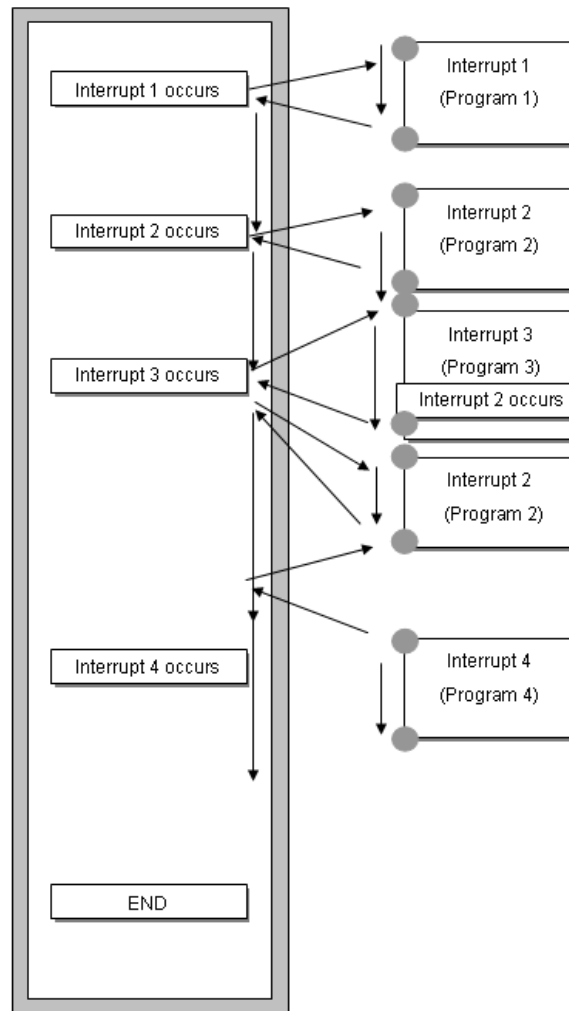 Interrupt 1 occurs
Interrupt 1
(Program 1)
Interrupt 2 occurs
Interrupt 2
(Program 2)
Interrupt 3 occurs
Interrupt 3
(Program 3)
Interrupt 2 occurs
Interrupt 2
(Program 2)
Interrupt 4 occurs
Interrupt 4
(Program 4)
END